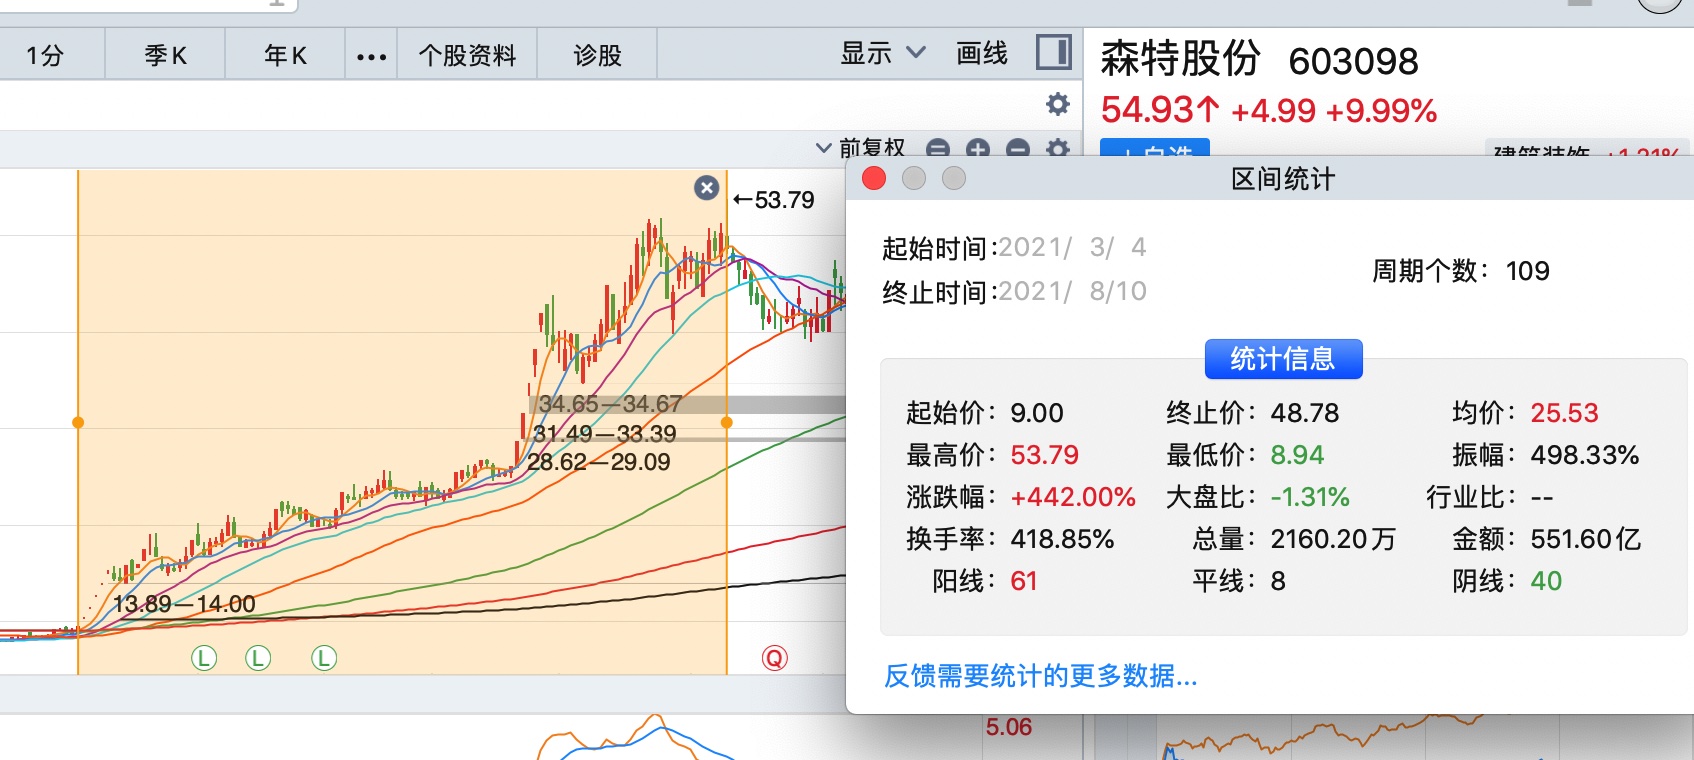 1分 季K 年K ••• 个股资料 诊股 显示 画线
森特股份 603098
54.93↑ +4.99 +9.99%
前复权
+自选
建筑装饰 +1.21%
←53.79
34.65—34.67
31.49—33.39
28.62—29.09
13.89—14.00
L L L Q
区间统计
起始时间:2021/ 3/ 4
终止时间:2021/ 8/10
周期个数: 109
统计信息
起始价: 9.00 终止价: 48.78 均价: 25.53
最高价: 53.79 最低价: 8.94 振幅: 498.33%
涨跌幅: +442.00% 大盘比: -1.31% 行业比: --
换手率: 418.85% 总量: 2160.20万 金额: 551.60亿
阳线: 61 平线: 8 阴线: 40
反馈需要统计的更多数据...
5.06